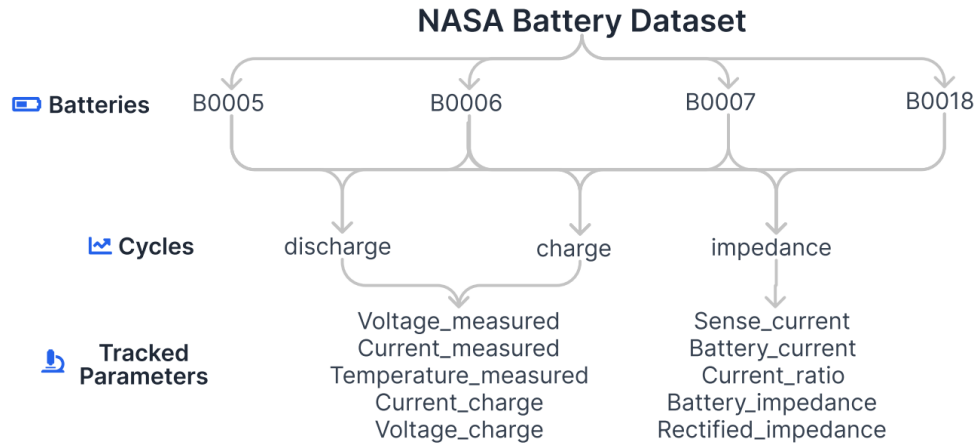 NASA Battery Dataset
Batteries
B0005
B0006
B0007
B0018
Cycles
discharge
charge
impedance
Tracked
Parameters
Voltage_measured
Current_measured
Temperature_measured
Current_charge
Voltage_charge
Sense_current
Battery_current
Current_ratio
Battery_impedance
Rectified_impedance